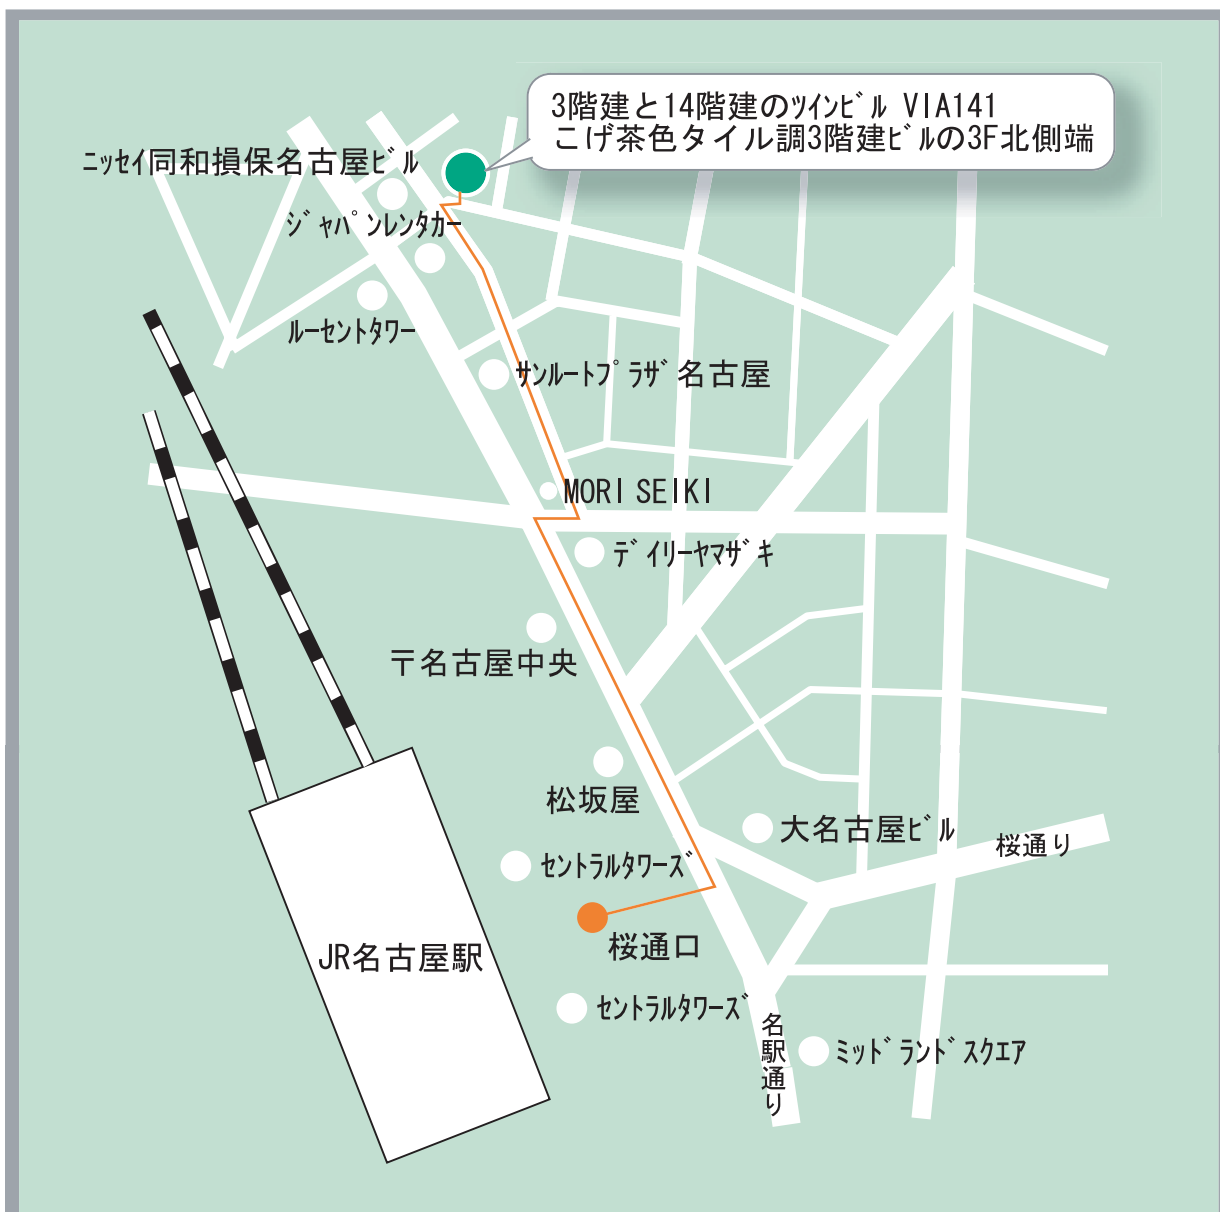 3階建と14階建のﾂｲﾝﾋﾞﾙ VIA141
こげ茶色タイル調3階建ﾋﾞﾙの3F北側端
ﾆｯｾｲ同和損保名古屋ﾋﾞﾙ
ｼﾞｬﾊﾟﾝﾚﾝﾀｶｰ
ﾙｰｾﾝﾄﾀﾜｰ
ｻﾝﾙｰﾄﾌﾟﾗｻﾞ名古屋
MORI SEIKI
ﾃﾞｲﾘｰﾔﾏｻﾞｷ
〒名古屋中央
松坂屋
大名古屋ﾋﾞﾙ
桜通り
ｾﾝﾄﾗﾙﾀﾜｰｽﾞ
桜通口
JR名古屋駅
ｾﾝﾄﾗﾙﾀﾜｰｽﾞ
名駅通り
ﾐｯﾄﾞﾗﾝﾄﾞｽｸｴｱ